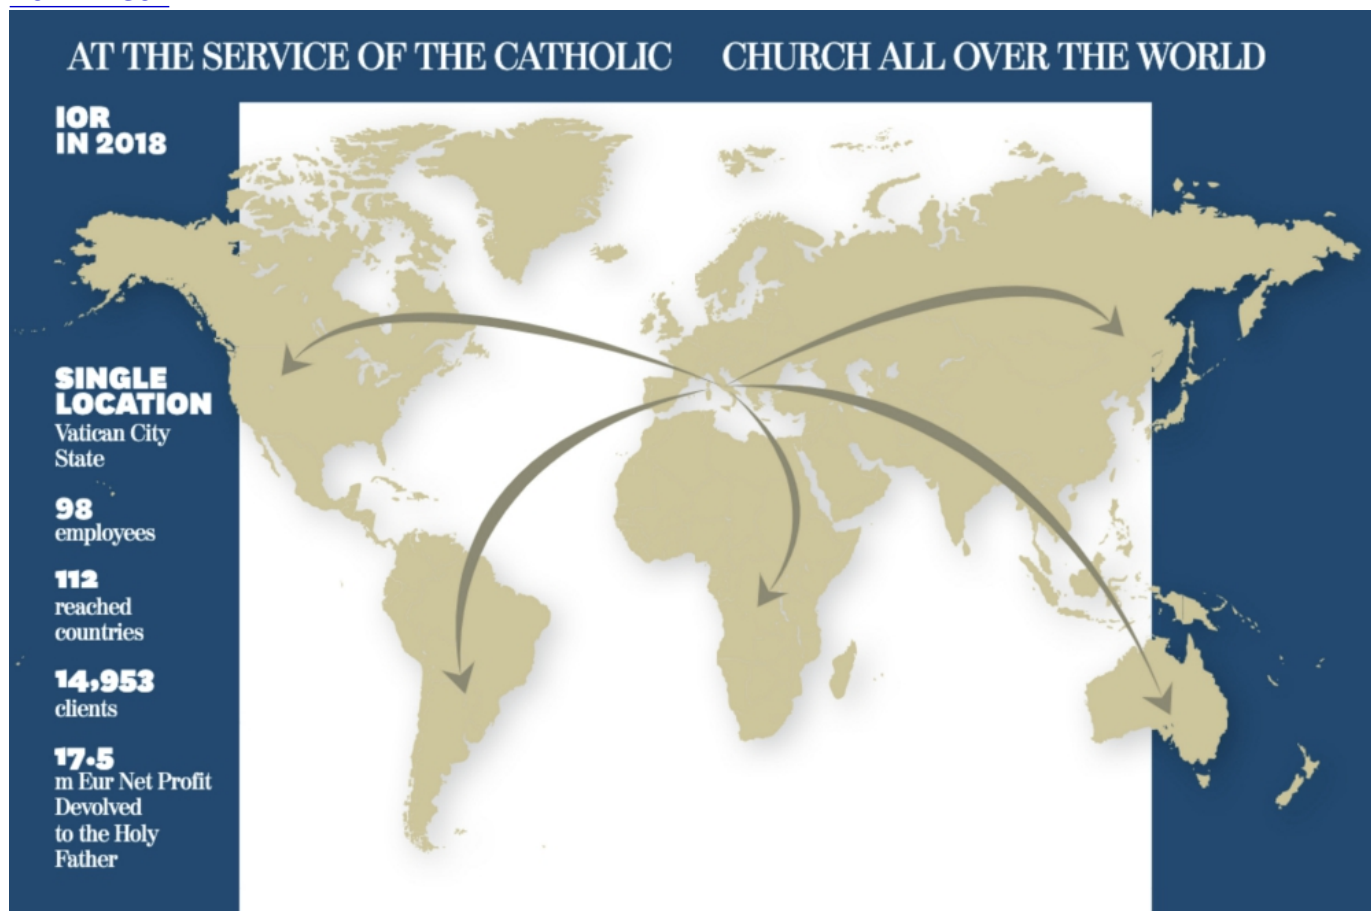 AT THE SERVICE OF THE CATHOLIC CHURCH ALL OVER THE WORLD
IOR
IN 2018
SINGLE
LOCATION
Vatican City
State
98
employees
112
reached
countries
14,953
clients
17.5
m Eur Net Profit
Devolved
to the Holy
Father